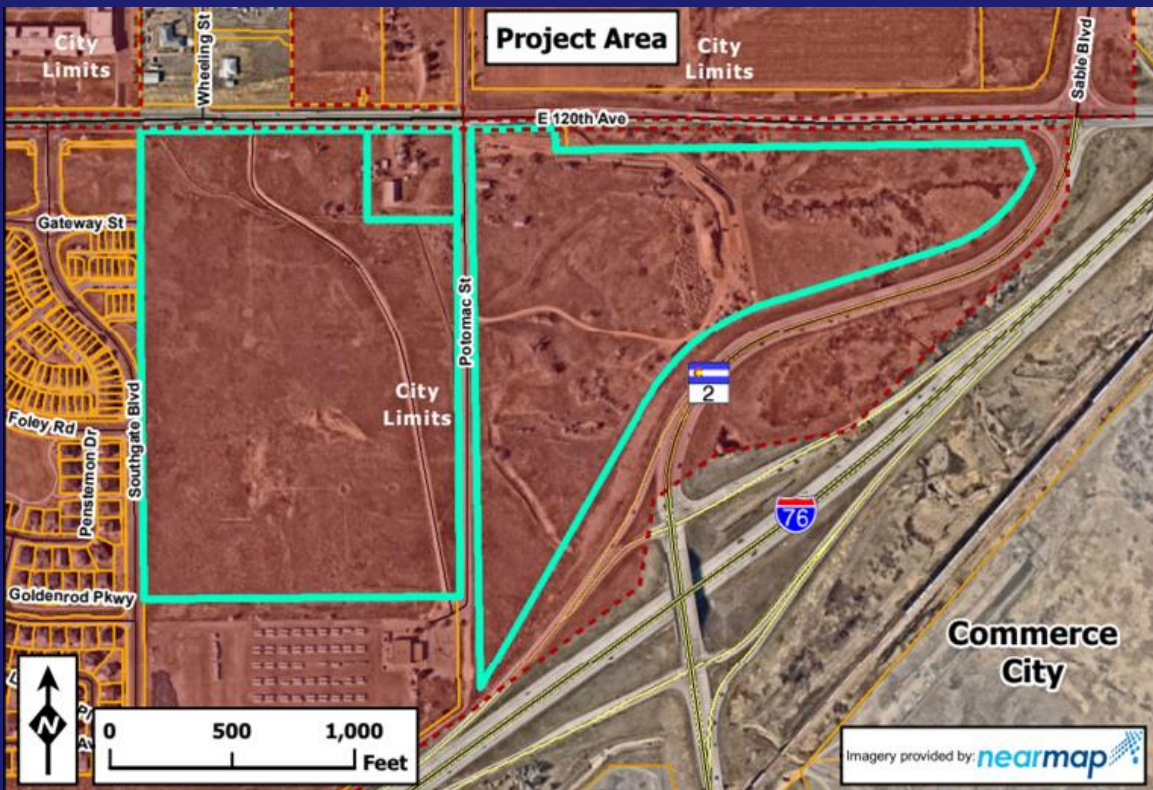 Project Area
City
Limits
Wheeling St
City
Limits
Sable Blvd
E 120th Ave
Gateway St
Potomac St
City
Limits
2
Foley Rd
Penstemon Dr
Southgate Blvd
76
Goldenrod Pkwy
Commerce
City
N
0 500 1,000
Feet
Imagery provided by: nearmap